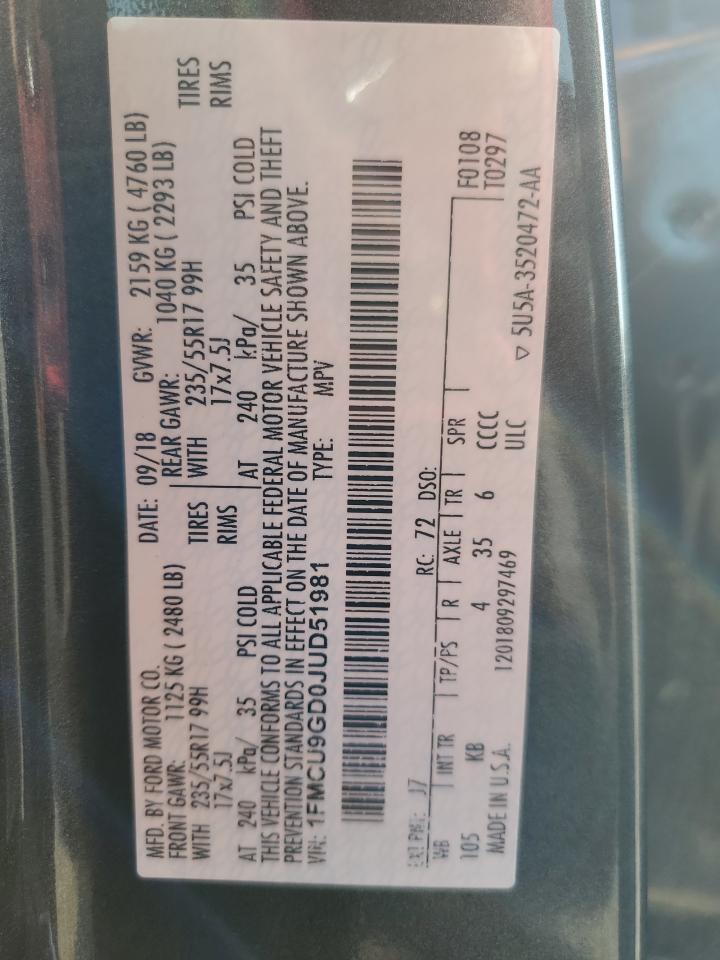 MFD. BY FORD MOTOR CO.
DATE: 09/18 GVWR: 2159 KG ( 4760 LB)
FRONT GAWR: 1125 KG ( 2480 LB)
REAR GAWR: 1040 KG ( 2293 LB)
WITH 235/55R17 99H TIRES
WITH 235/55R17 99H TIRES
17x7.5J RIMS
17x7.5J RIMS
AT 240 kPa/ 35 PSI COLD
AT 240 kPa/ 35 PSI COLD
THIS VEHICLE CONFORMS TO ALL APPLICABLE FEDERAL MOTOR VEHICLE SAFETY AND THEFT
PREVENTION STANDARDS IN EFFECT ON THE DATE OF MANUFACTURE SHOWN ABOVE.
VIN: 1FMCU9GD0JUD51981 TYPE: MPV
EXT PNT: J7 RC: 72 DSO:
WB INT TR TP/PS R AXLE TR SPR
F0108
105 KB 4 35 6 CCCC
T0297
MADE IN U.S.A. 1201809297469 ULC
▽ 5U5A-3520472-AA